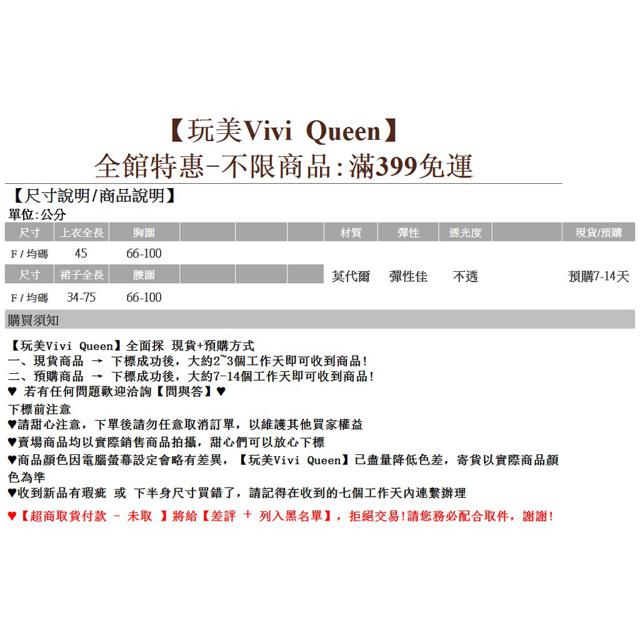 【玩美Vivi Queen】
全館特惠-不限商品:滿399免運
【尺寸說明/商品說明】
單位:公分
尺寸 上衣全長 胸圍 材質 彈性 透光度 現貨/預購
F/均碼 45 66-100
尺寸 裙子全長 腰圍 莫代爾 彈性佳 不透 預購7-14天
F/均碼 34-75 66-100
購買須知
【玩美Vivi Queen】全面採 現貨+預購方式
一、現貨商品 → 下標成功後，大約2~3個工作天即可收到商品!
二、預購商品 → 下標成功後，大約7-14個工作天即可收到商品!
♥ 若有任何問題歡迎洽詢【問與答】♥
下標前注意
♥請甜心注意，下單後請勿任意取消訂單，以維護其他買家權益
♥賣場商品均以實際銷售商品拍攝，甜心們可以放心下標
♥商品顏色因電腦螢幕設定會略有差異，【玩美Vivi Queen】已盡量降低色差，寄貨以實際商品顏
色為準
♥收到新品有瑕疵 或 下半身尺寸買錯了，請記得在收到的七個工作天內連繫辦理
♥【超商取貨付款 - 未取 】將給【差評 + 列入黑名單】，拒絕交易!請您務必配合取件，謝謝!